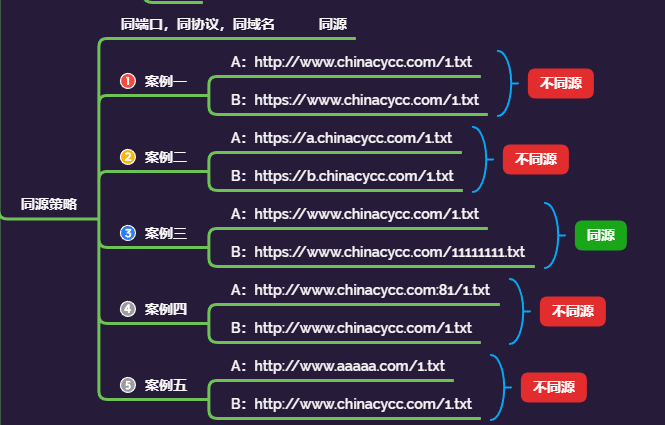 同端口，同协议，同域名 同源
A：http://www.chinacycc.com/1.txt
1 案例一
不同源
B：https://www.chinacycc.com/1.txt
A：https://a.chinacycc.com/1.txt
2 案例二
不同源
B：https://b.chinacycc.com/1.txt
同源策略
A：https://www.chinacycc.com/1.txt
3 案例三
同源
B：https://www.chinacycc.com/11111111.txt
A：http://www.chinacycc.com:81/1.txt
4 案例四
不同源
B：http://www.chinacycc.com/1.txt
A：http://www.aaaaa.com/1.txt
5 案例五
不同源
B：http://www.chinacycc.com/1.txt